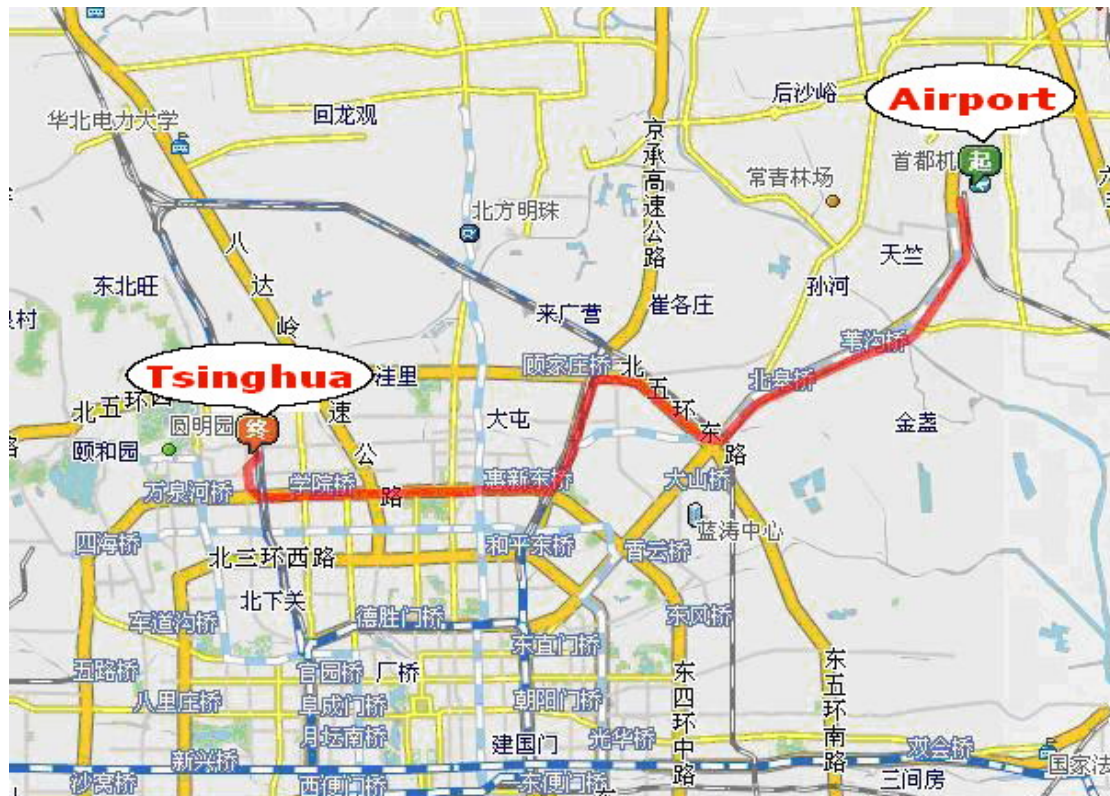 后沙峪
Airport
华北电力大学
回龙观
京承高速公路
首都机
起
常青林场
北方明珠
八达岭
速公路
天竺
东北旺
孙河
来广营
崔各庄
泉村
苇沟桥
顾家庄桥
北五环东路
Tsinghua
洼里
北皋桥
北五环西
圆明园
终
大屯
金盏
颐和园
大山桥
万泉河桥
学院桥
惠新东桥
蓝涛中心
四海桥
北三环西路
和平东桥
霄云桥
北下关
德胜门桥
东风桥
车道沟桥
东直门桥
五路桥
官园桥
厂桥
东四环中路
东五环南路
八里庄桥
阜成门桥
朝阳门桥
月坛南桥
建国门
光华桥
观会桥
新兴桥
国家法
沙窝桥
西便门桥
东便门桥
三间房